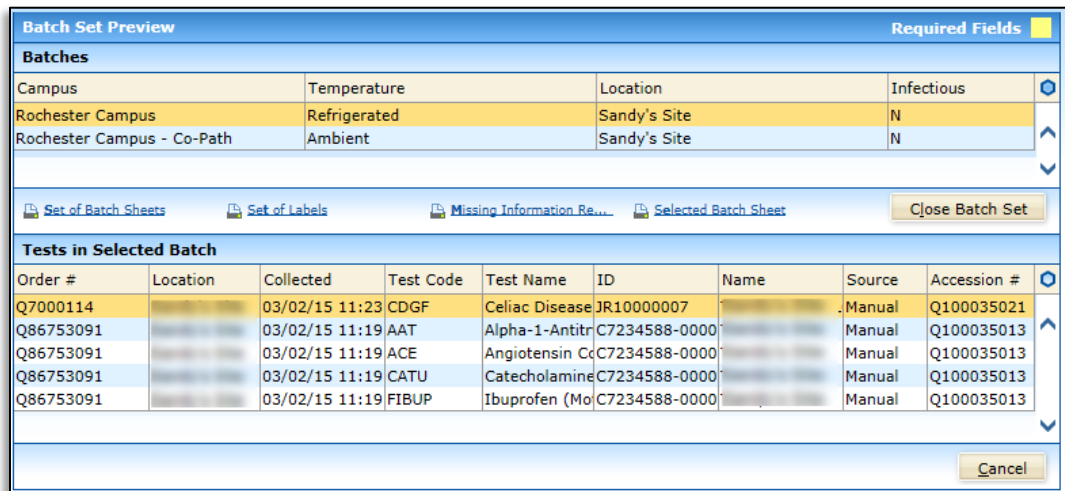 Batch Set Preview Required Fields
Batches
Campus Temperature Location Infectious
Rochester Campus Refrigerated Sandy's Site N
Rochester Campus - Co-Path Ambient Sandy's Site N
Set of Batch Sheets Set of Labels Missing Information Re... Selected Batch Sheet Close Batch Set
Tests in Selected Batch
Order # Location Collected Test Code Test Name ID Name Source Accession #
Q7000114 03/02/15 11:23 CDGF Celiac Disease JR10000007 Manual Q100035021
Q86753091 03/02/15 11:19 AAT Alpha-1-Antitr C7234588-0000 Manual Q100035013
Q86753091 03/02/15 11:19 ACE Angiotensin Co C7234588-0000 Manual Q100035013
Q86753091 03/02/15 11:19 CATU Catecholamine C7234588-0000 Manual Q100035013
Q86753091 03/02/15 11:19 FIBUP Ibuprofen (Mo C7234588-0000 Manual Q100035013
Cancel